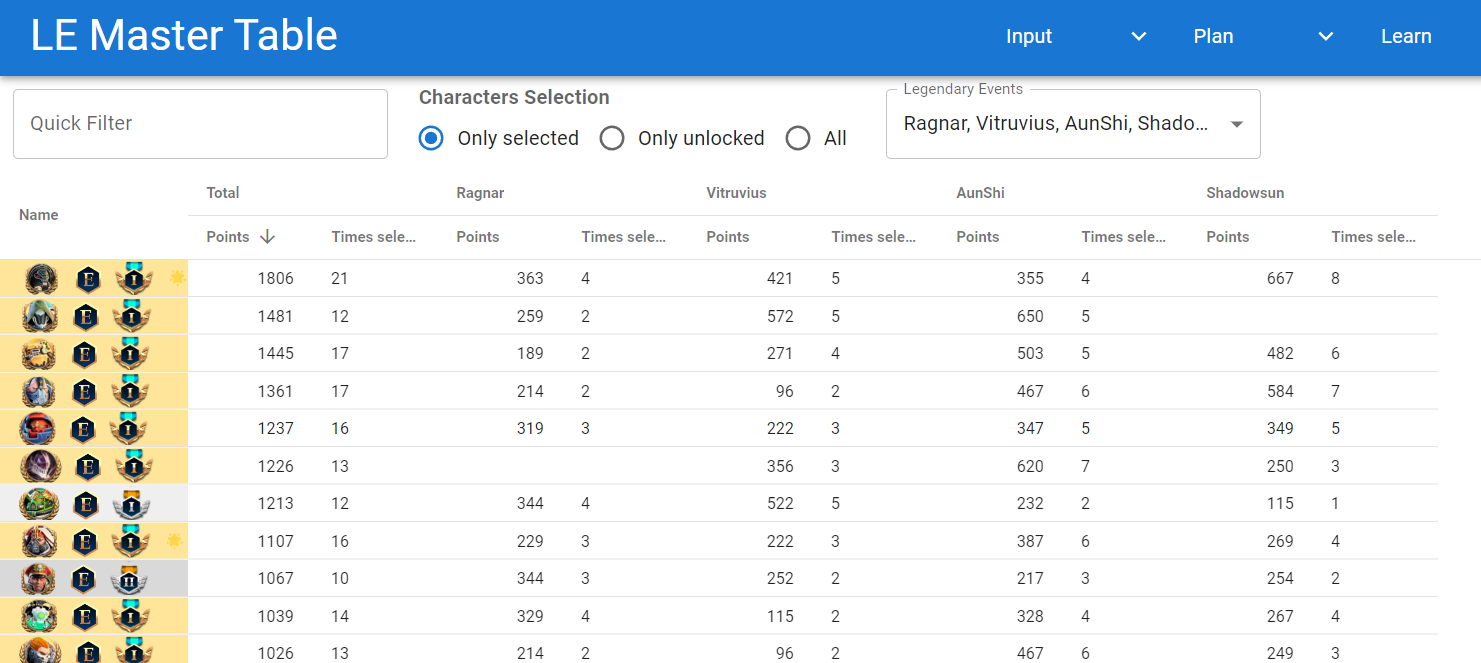 LE Master Table Input Plan Learn
Quick Filter
Characters Selection
Only selected Only unlocked All
Legendary Events
Ragnar, Vitruvius, AunShi, Shado...
Name
Total Ragnar Vitruvius AunShi Shadowsun
Points Times sele... Points Times sele... Points Times sele... Points Times sele... Points Times sele...
E I 1806 21 363 4 421 5 355 4 667 8
E I 1481 12 259 2 572 5 650 5
E I 1445 17 189 2 271 4 503 5 482 6
E I 1361 17 214 2 96 2 467 6 584 7
E I 1237 16 319 3 222 3 347 5 349 5
E I 1226 13 356 3 620 7 250 3
E I 1213 12 344 4 522 5 232 2 115 1
E I 1107 16 229 3 222 3 387 6 269 4
E II 1067 10 344 3 252 2 217 3 254 2
E I 1039 14 329 4 115 2 328 4 267 4
E I 1026 13 214 2 96 2 467 6 249 3